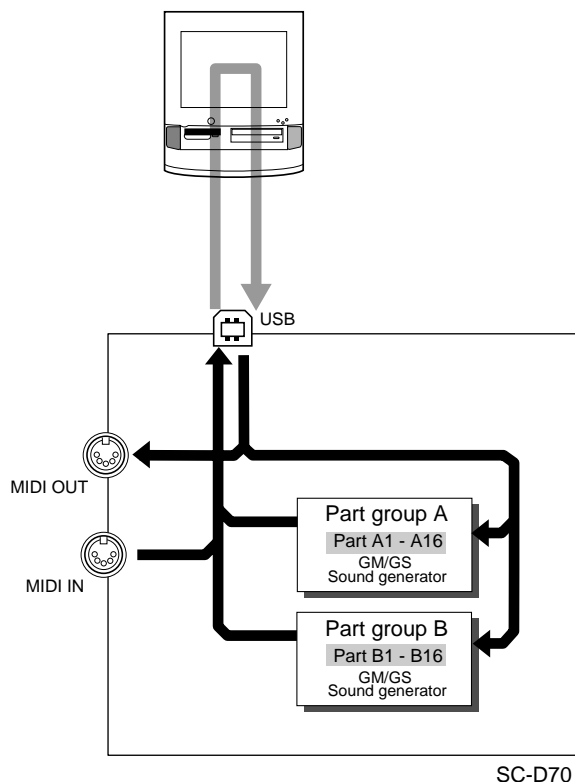 USB
MIDI OUT
MIDI IN
Part group A
Part A1 - A16
GM/GS
Sound generator
Part group B
Part B1 - B16
GM/GS
Sound generator
SC-D70